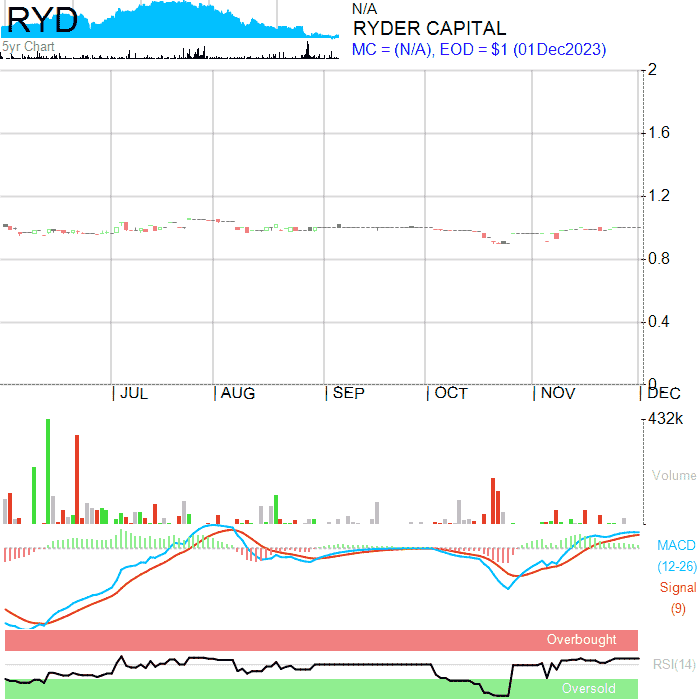 RYD
5yr Chart
N/A
RYDER CAPITAL
MC = (N/A), EOD = $1 (01Dec2023)
2
1.6
1.2
0.8
0.4
0
| JUL | AUG | SEP | OCT | NOV | DEC
432k
Volume
MACD
(12-26)
Signal
(9)
Overbought
RSI(14)
Oversold